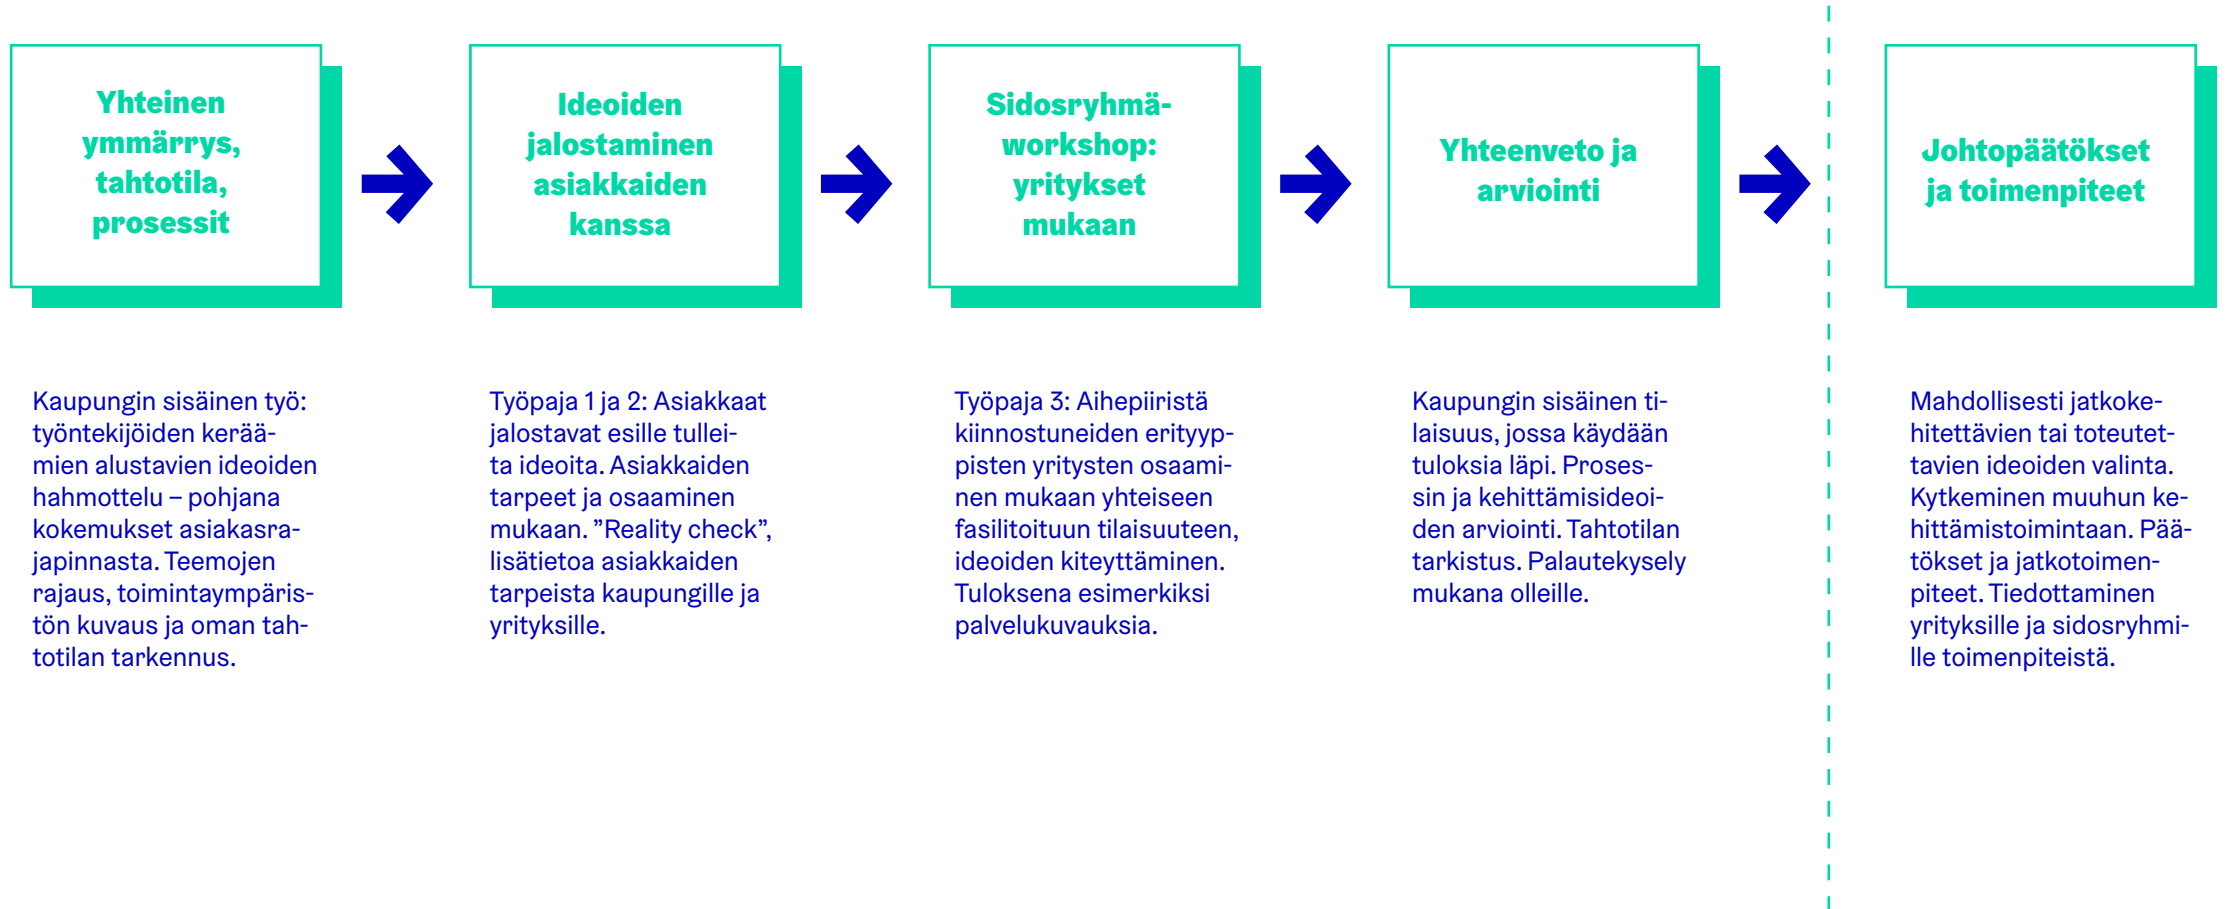 Yhteinen
ymmärrys,
tahtotila,
prosessit
Ideoiden
jalostaminen
asiakkaiden
kanssa
Sidosryhmä-
workshop:
yritykset
mukaan
Yhteenveto ja
arviointi
Johtopäätökset
ja toimenpiteet
Kaupungin sisäinen työ:
työntekijöiden kerää-
mien alustavien ideoiden
hahmottelu – pohjana
kokemukset asiakasra-
japinnasta. Teemojen
rajaus, toimintaympäris-
tön kuvaus ja oman tah-
totilan tarkennus.
Työpaja 1 ja 2: Asiakkaat
jalostavat esille tullei-
ta ideoita. Asiakkaiden
tarpeet ja osaaminen
mukaan. ”Reality check”,
lisätietoa asiakkaiden
tarpeista kaupungille ja
yrityksille.
Työpaja 3: Aihepiiristä
kiinnostuneiden erityyp-
pisten yritysten osaami-
nen mukaan yhteiseen
fasilitoituun tilaisuuteen,
ideoiden kiteyttäminen.
Tuloksena esimerkiksi
palvelukuvauksia.
Kaupungin sisäinen ti-
laisuus, jossa käydään
tuloksia läpi. Proses-
sin ja kehittämisideoi-
den arviointi. Tahtotilan
tarkistus. Palautekysely
mukana olleille.
Mahdollisesti jatkoke-
hitettävien tai toteutet-
tavien ideoiden valinta.
Kytkeminen muuhun ke-
hittämistoimintaan. Pää-
tökset ja jatkotoimen-
piteet. Tiedottaminen
yrityksille ja sidosryhmi-
lle toimenpiteistä.